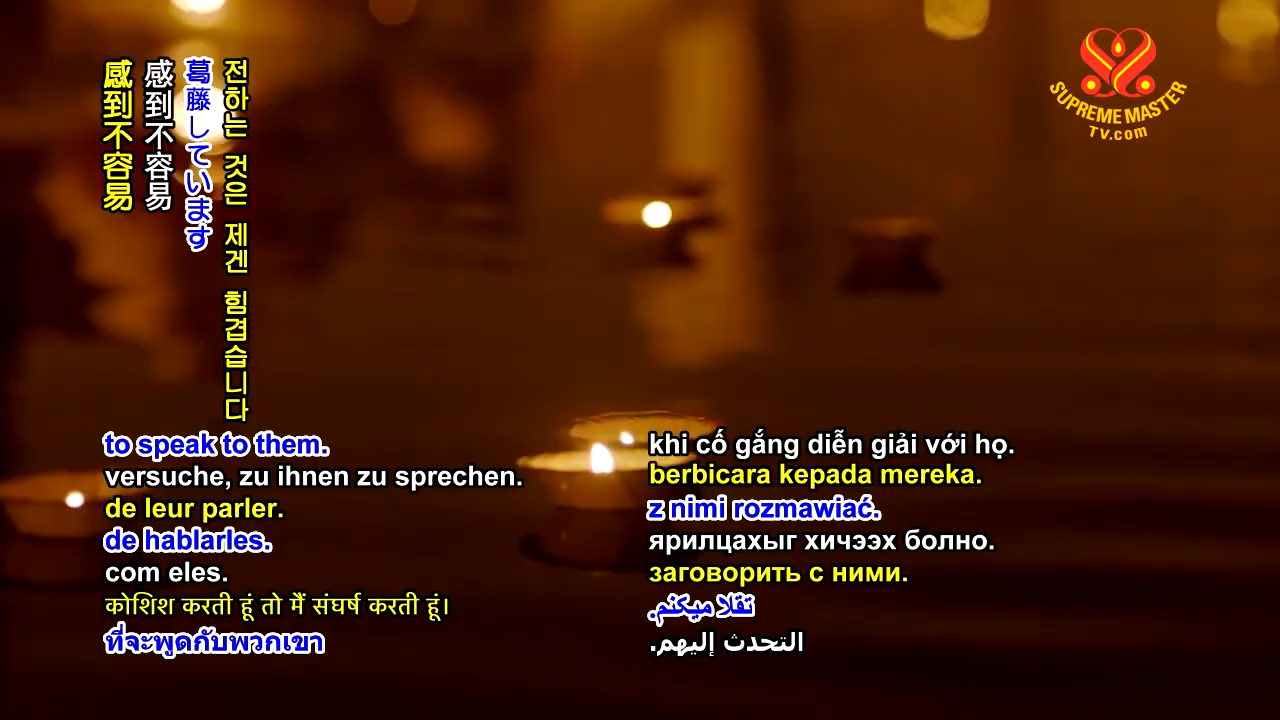 感到不容易
感到不容易
葛藤しています
전하는 것은 제겐 힘겹습니다
SUPREME MASTER
TV.com
to speak to them.
versuche, zu ihnen zu sprechen.
de leur parler.
de hablarles.
com eles.
कोशिश करती हूं तो मैं संघर्ष करती हूं।
ที่จะพูดกับพวกเขา
khi cố gắng diễn giải với họ.
berbicara kepada mereka.
z nimi rozmawiać.
ярилцахыг хичээх болно.
заговорить с ними.
تقلا میکنم.
التحدث إليهم.